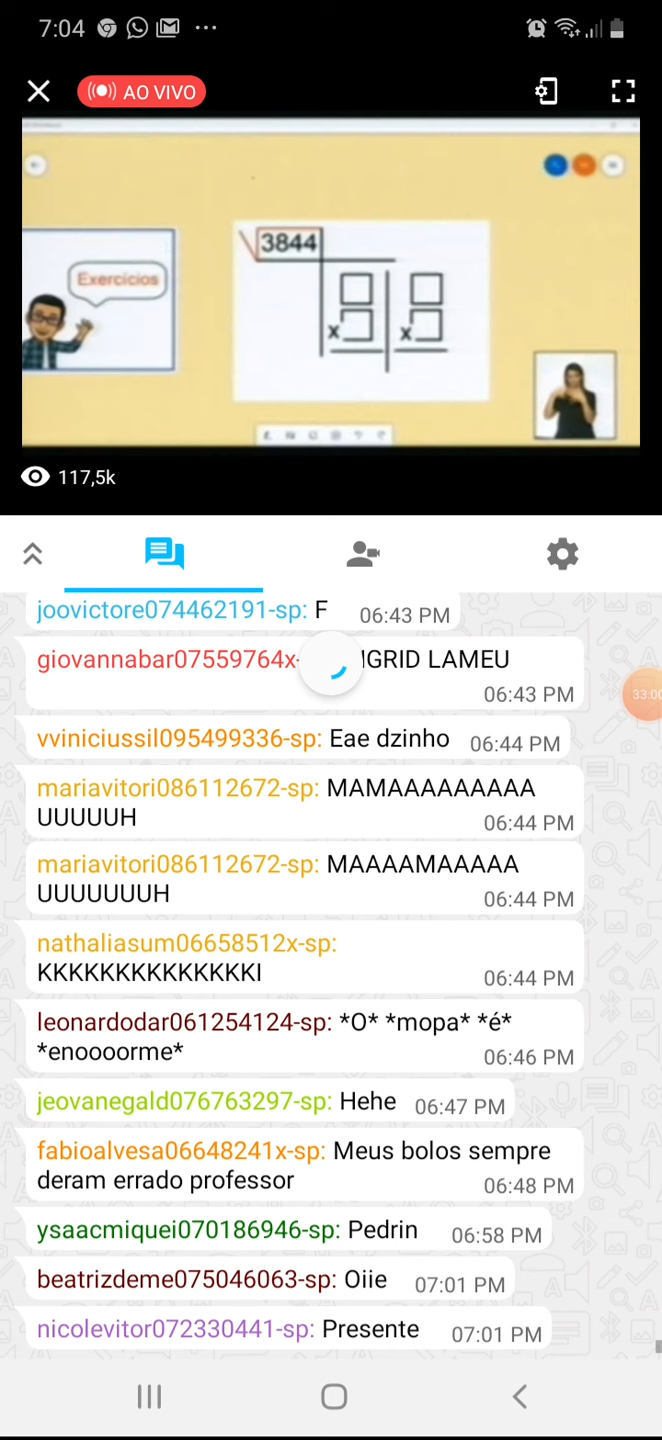 7:04
AO VIVO
3844
Exercícios
x
x
117,5k
joovictore074462191-sp: F 06:43 PM
giovannabar07559764x- IGRID LAMEU
06:43 PM
33:00
vviniciussil095499336-sp: Eae dzinho 06:44 PM
mariavitori086112672-sp: MAMAAAAAAAAA
UUUUUH 06:44 PM
mariavitori086112672-sp: MAAAAMAAAAA
UUUUUUUH 06:44 PM
nathaliasum06658512x-sp:
KKKKKKKKKKKKKKI 06:44 PM
leonardodar061254124-sp: *O* *mopa* *é*
*enoooorme* 06:46 PM
jeovanegald076763297-sp: Hehe 06:47 PM
fabioalvesa06648241x-sp: Meus bolos sempre
deram errado professor 06:48 PM
ysaacmiquei070186946-sp: Pedrin 06:58 PM
beatrizdeme075046063-sp: Oiie 07:01 PM
nicolevitor072330441-sp: Presente 07:01 PM